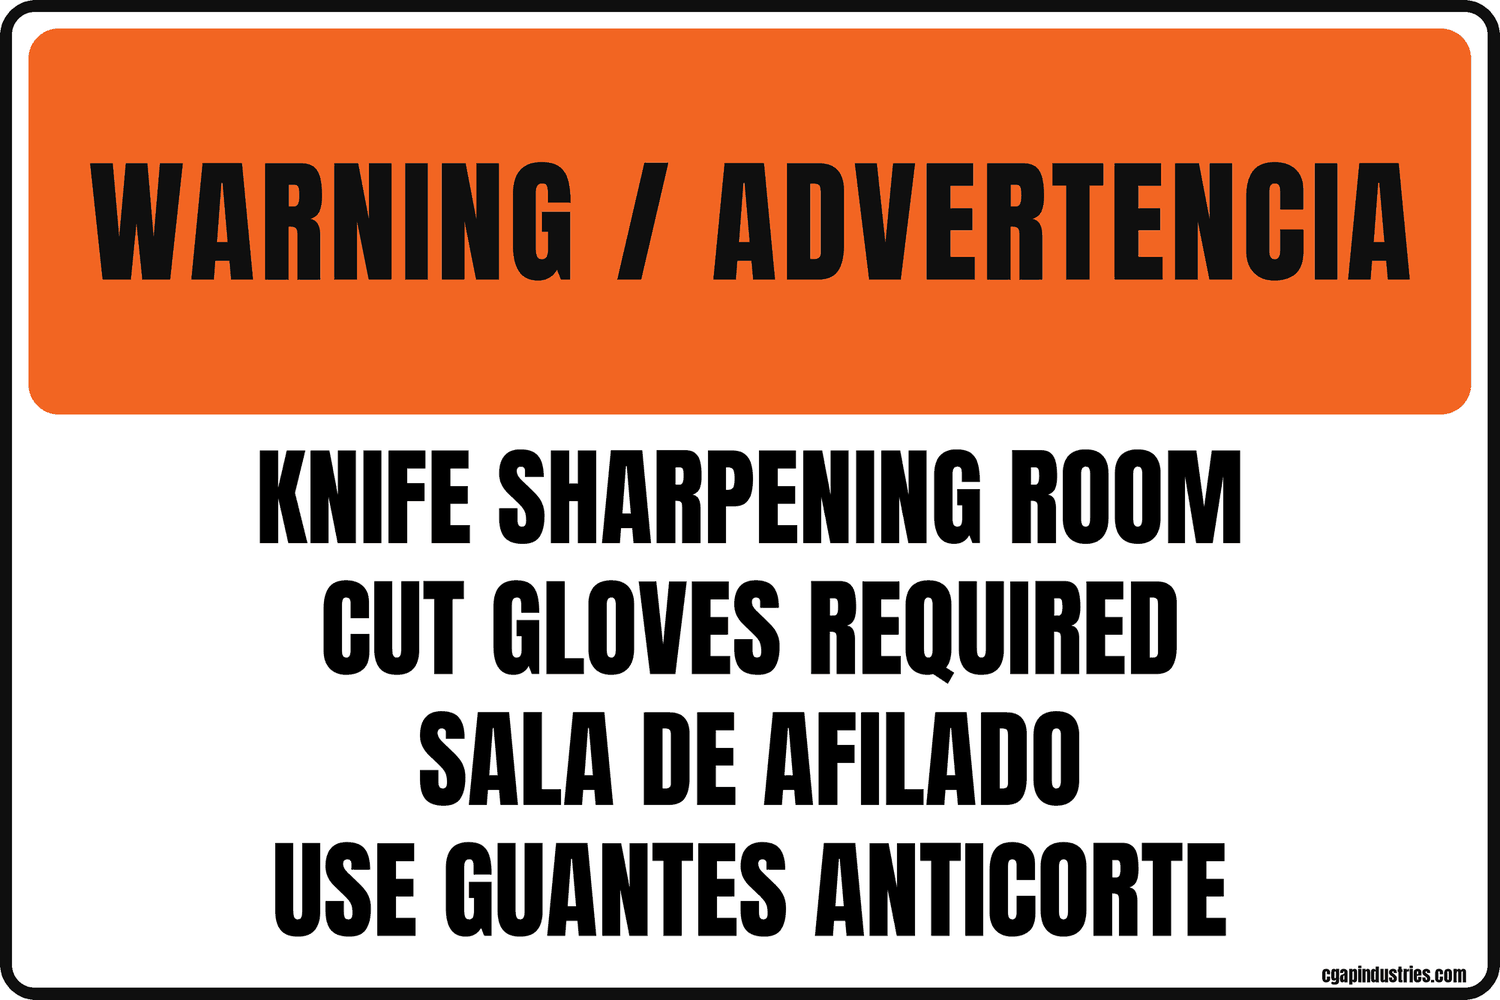 WARNING / ADVERTENCIA
KNIFE SHARPENING ROOM
CUT GLOVES REQUIRED
SALA DE AFILADO
USE GUANTES ANTICORTE
cgapindustries.com